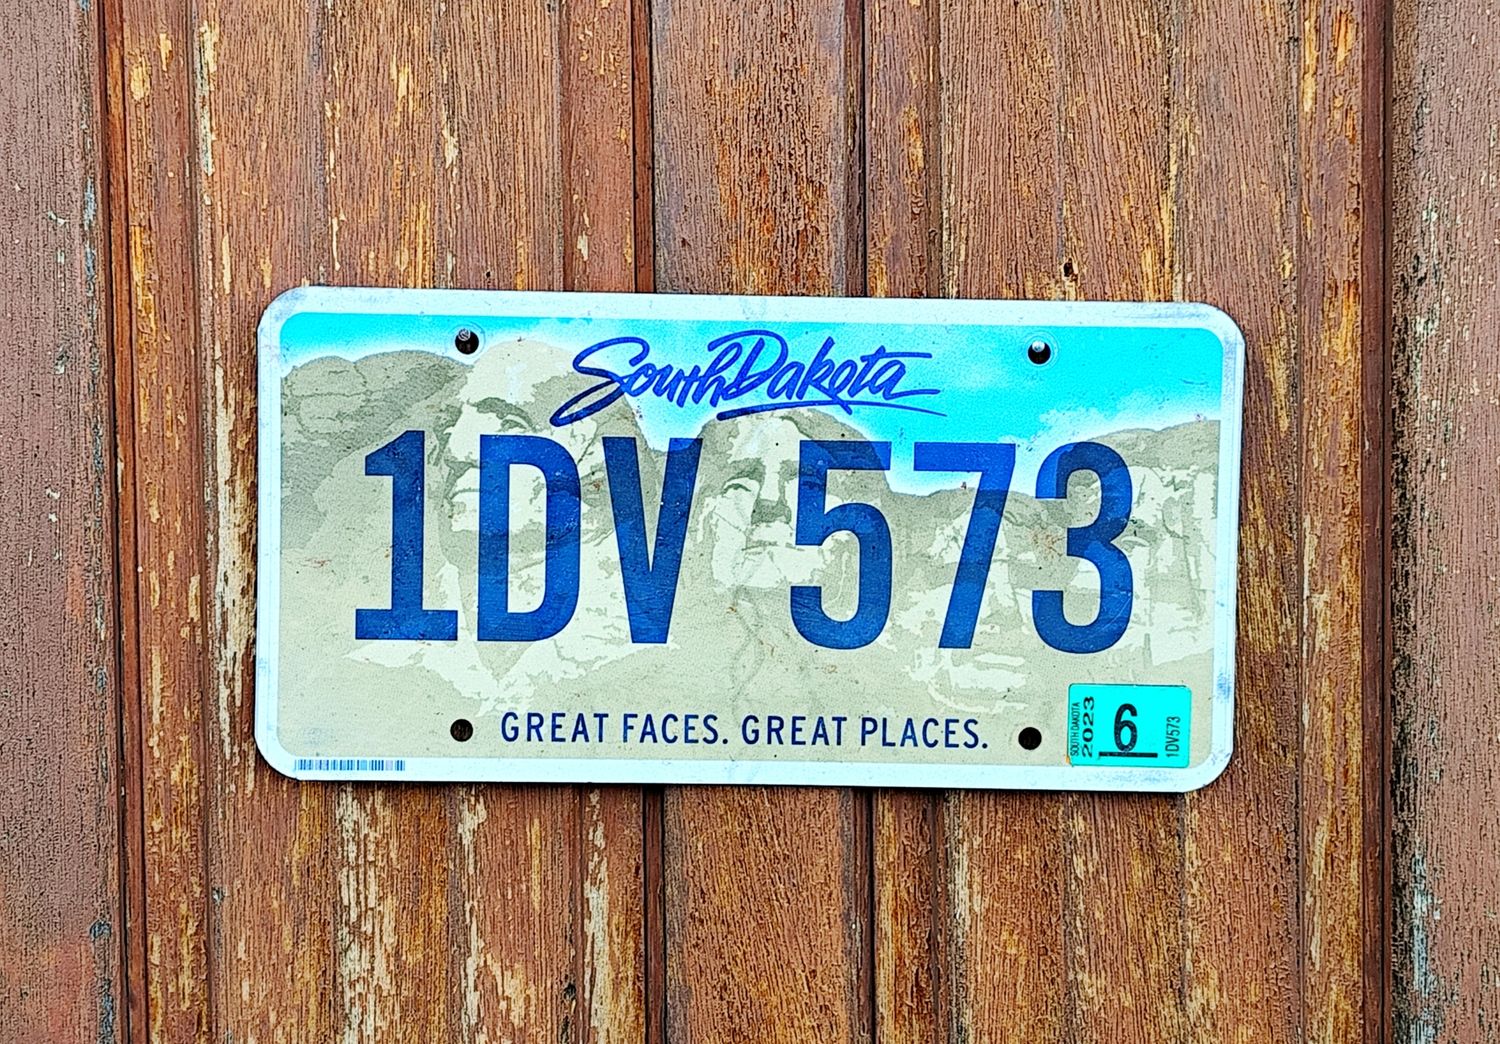 South Dakota
1DV 573
GREAT FACES. GREAT PLACES.
SOUTH DAKOTA
2023
6
1DV573